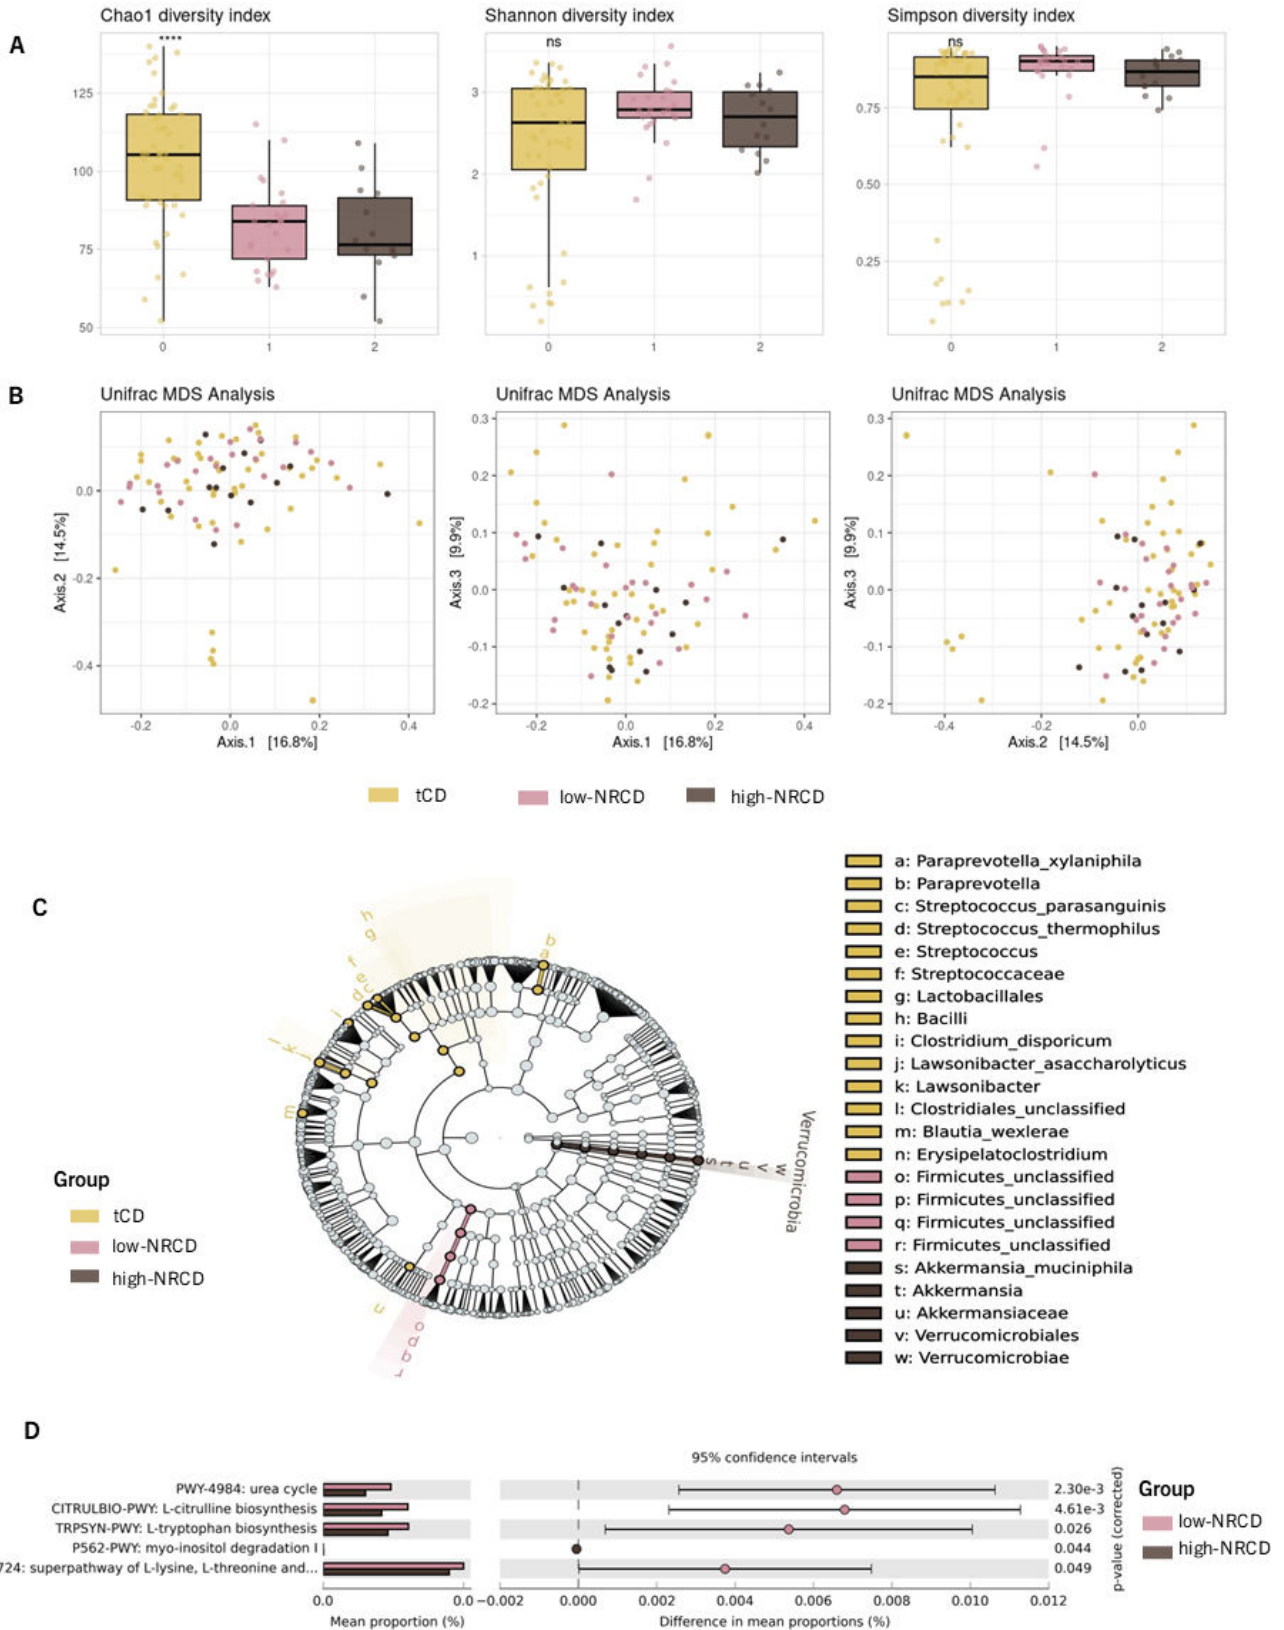 A
Chao1 diversity index
Shannon diversity index
Simpson diversity index
****
ns
ns
125
100
75
50
0 1 2
3
2
1
0 1 2
0.75
0.50
0.25
0 1 2
B
Unifrac MDS Analysis
Unifrac MDS Analysis
Unifrac MDS Analysis
Axis.2 [14.5%]
0.0
-0.2
-0.4
-0.2 0.0 0.2 0.4
Axis.1 [16.8%]
Axis.3 [9.9%]
0.3
0.2
0.1
0.0
-0.1
-0.2
-0.2 0.0 0.2 0.4
Axis.1 [16.8%]
Axis.3 [9.9%]
0.3
0.2
0.1
0.0
-0.1
-0.2
-0.4 -0.2 0.0
Axis.2 [14.5%]
tCD
low-NRCD
high-NRCD
C
h
g
f
e
c
d
i
l
k
j
m
b
a
n
o
p
q
r
s
t
u
v
w
Verrucomicrobia
Group
tCD
low-NRCD
high-NRCD
a: Paraprevotella_xylaniphila
b: Paraprevotella
c: Streptococcus_parasanguinis
d: Streptococcus_thermophilus
e: Streptococcus
f: Streptococcaceae
g: Lactobacillales
h: Bacilli
i: Clostridium_disporicum
j: Lawsonibacter_asaccharolyticus
k: Lawsonibacter
l: Clostridiales_unclassified
m: Blautia_wexlerae
n: Erysipelatoclostridium
o: Firmicutes_unclassified
p: Firmicutes_unclassified
q: Firmicutes_unclassified
r: Firmicutes_unclassified
s: Akkermansia_muciniphila
t: Akkermansia
u: Akkermansiaceae
v: Verrucomicrobiales
w: Verrucomicrobiae
D
95% confidence intervals
PWY-4984: urea cycle
2.30e-3
CITRULBIO-PWY: L-citrulline biosynthesis
4.61e-3
TRPSYN-PWY: L-tryptophan biosynthesis
0.026
P562-PWY: myo-inositol degradation I
0.044
724: superpathway of L-lysine, L-threonine and...
0.049
0.0 0.0
Mean proportion (%)
−0.002 0.000 0.002 0.004 0.006 0.008 0.010 0.012
Difference in mean proportions (%)
p-value (corrected)
Group
low-NRCD
high-NRCD